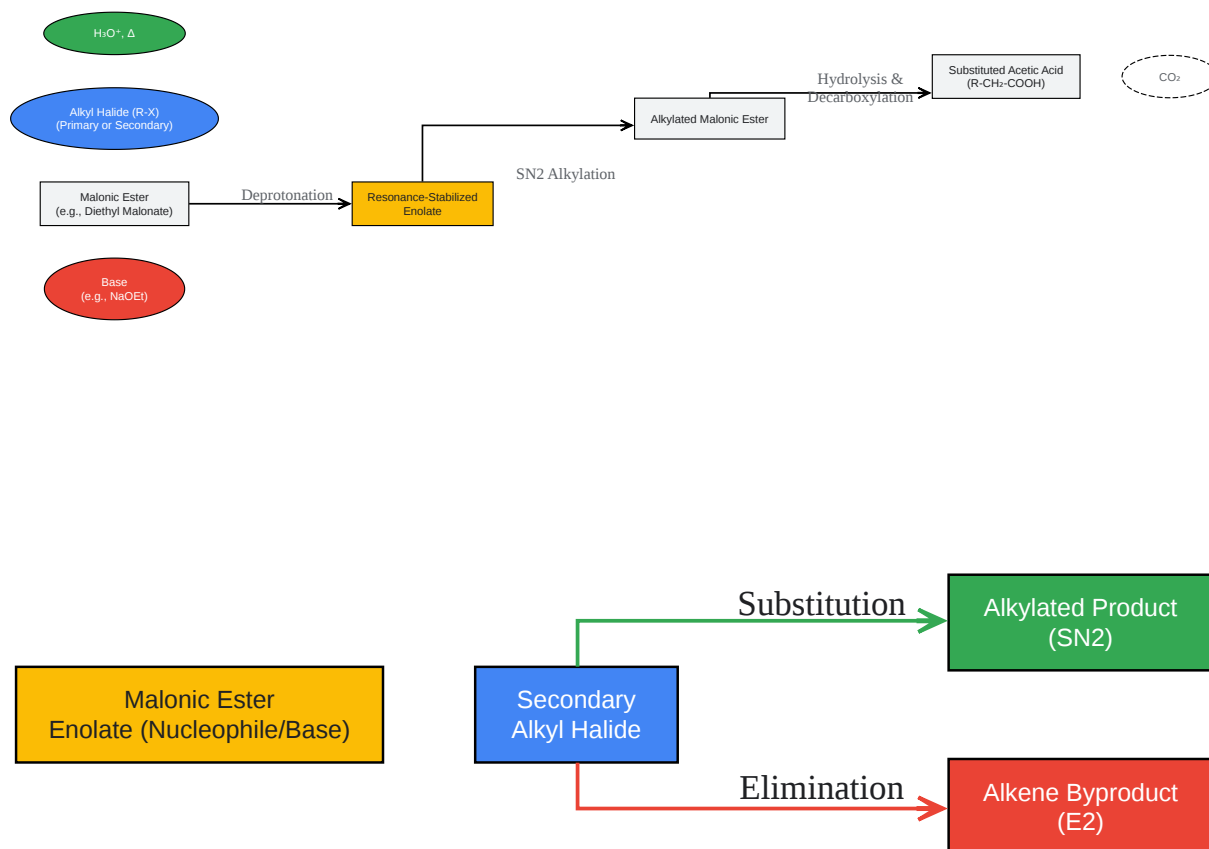 H₃O⁺, Δ
Alkyl Halide (R-X)
(Primary or Secondary)
Malonic Ester
(e.g., Diethyl Malonate)
Base
(e.g., NaOEt)
Deprotonation
Resonance-Stabilized
Enolate
SN2 Alkylation
Alkylated Malonic Ester
Hydrolysis &
Decarboxylation
Substituted Acetic Acid
(R-CH₂-COOH)
CO₂
Malonic Ester
Enolate (Nucleophile/Base)
Secondary
Alkyl Halide
Substitution
Alkylated Product
(SN2)
Elimination
Alkene Byproduct
(E2)